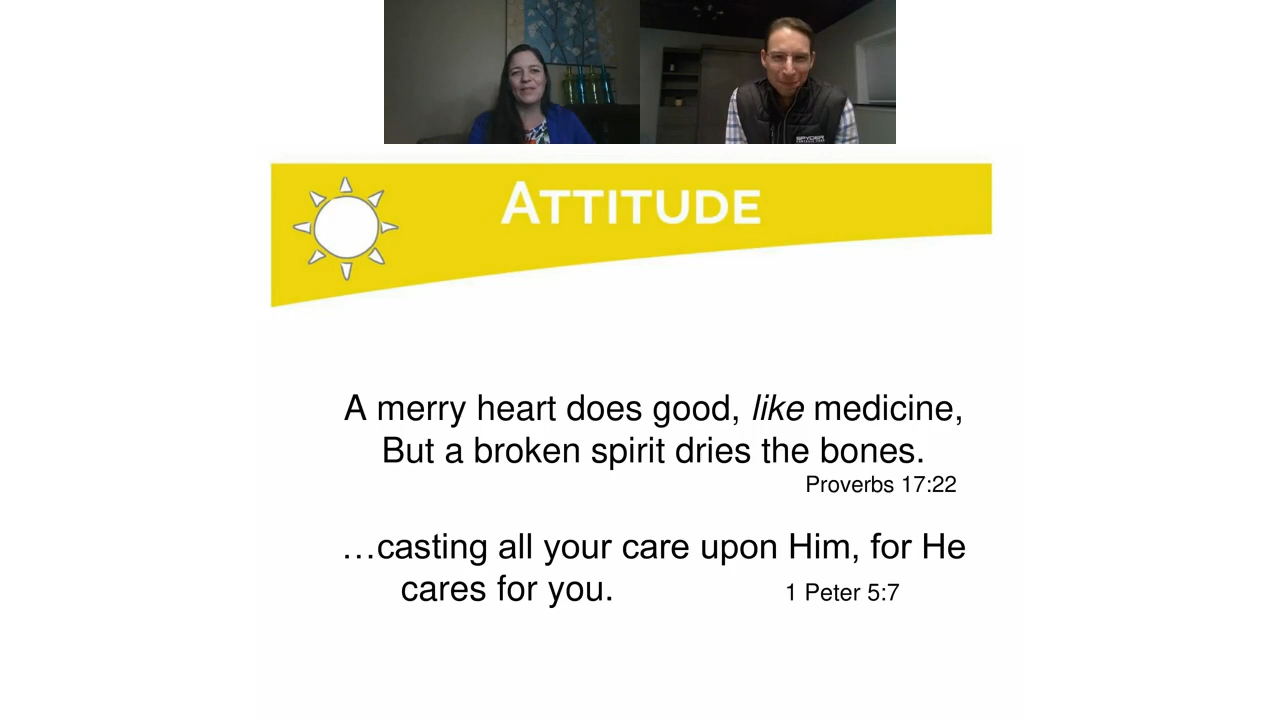 SPYDER
ATTITUDE
A merry heart does good, like medicine,
But a broken spirit dries the bones.
Proverbs 17:22
…casting all your care upon Him, for He
cares for you.
1 Peter 5:7